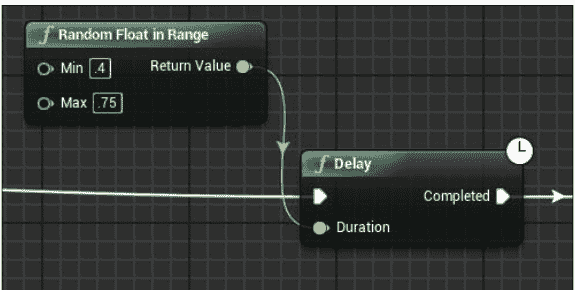 f Random Float in Range
Min .4 Return Value
Max .75
f Delay
Completed
Duration